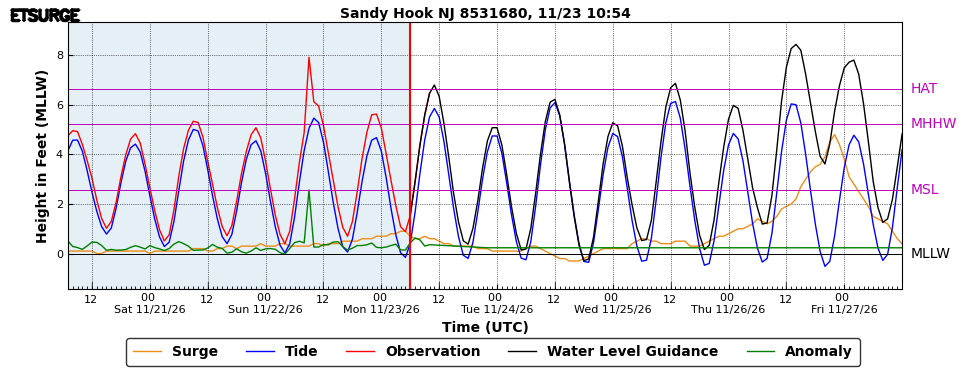 ETSURGE
Sandy Hook NJ 8531680, 11/23 10:54
Height in Feet (MLLW)
8
6
4
2
0
HAT
MHHW
MSL
MLLW
12 00 12 00 12 00 12 00 12 00 12 00 12 00
Sat 11/21/26 Sun 11/22/26 Mon 11/23/26 Tue 11/24/26 Wed 11/25/26 Thu 11/26/26 Fri 11/27/26
Time (UTC)
Surge Tide Observation Water Level Guidance Anomaly